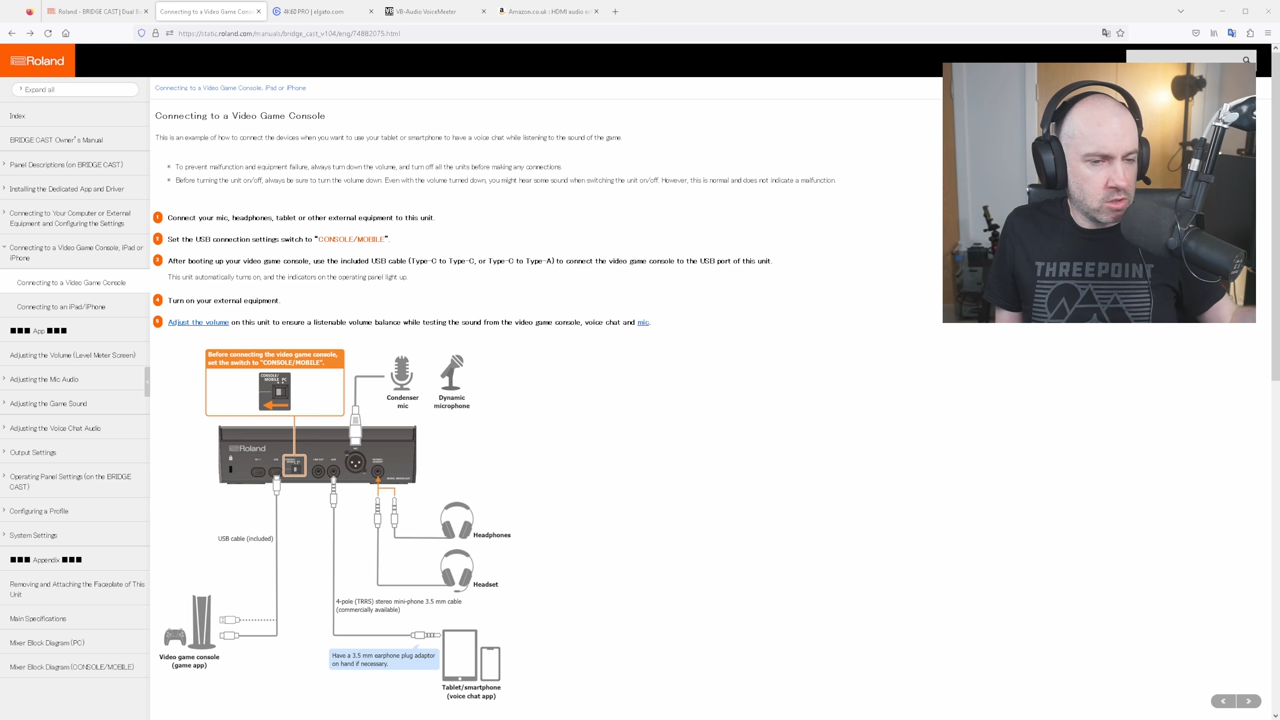 Roland - BRIDGE CAST | Dual B
Connecting to a Video Game Cons
4K60 PRO | elgato.com
VB-Audio VoiceMeeter
Amazon.co.uk : HDMI audio ex
https://static.roland.com/manuals/bridge_cast_v104/eng/74882075.html
Roland
Expand all
Index
BRIDGE CAST Owner's Manual
Panel Descriptions (on BRIDGE CAST)
Installing the Dedicated App and Driver
Connecting to Your Computer or External
Equipment and Configuring the Settings
Connecting to a Video Game Console, iPad or
iPhone
Connecting to a Video Game Console
Connecting to an iPad/iPhone
■■■ App ■■■
Adjusting the Volume (Level Meter Screen)
Adjusting the Mic Audio
Adjusting the Game Sound
Adjusting the Voice Chat Audio
Output Settings
Operating Panel Settings (on the BRIDGE
CAST)
Configuring a Profile
System Settings
■■■ Appendix ■■■
Removing and Attaching the Faceplate of This
Unit
Main Specifications
Mixer Block Diagram (PC)
Mixer Block Diagram (CONSOLE/MOBILE)
Connecting to a Video Game Console, iPad or iPhone
Connecting to a Video Game Console
This is an example of how to connect the devices when you want to use your tablet or smartphone to have a voice chat while listening to the sound of the game.
* To prevent malfunction and equipment failure, always turn down the volume, and turn off all the units before making any connections.
* Before turning the unit on/off, always be sure to turn the volume down. Even with the volume turned down, you might hear some sound when switching the unit on/off. However, this is normal and does not indicate a malfunction.
1 Connect your mic, headphones, tablet or other external equipment to this unit.
2 Set the USB connection settings switch to "CONSOLE/MOBILE".
3 After booting up your video game console, use the included USB cable (Type-C to Type-C, or Type-C to Type-A) to connect the video game console to the USB port of this unit.
This unit automatically turns on, and the indicators on the operating panel light up.
4 Turn on your external equipment.
5 Adjust the volume on this unit to ensure a listenable volume balance while testing the sound from the video game console, voice chat and mic.
Before connecting the video game console,
set the switch to "CONSOLE/MOBILE".
CONSOLE/
MOBILE PC
Condenser
mic
Dynamic
microphone
Roland
Headphones
USB cable (included)
Headset
4-pole (TRRS) stereo mini-phone 3.5 mm cable
(commercially available)
Video game console
(game app)
Have a 3.5 mm earphone plug adaptor
on hand if necessary.
Tablet/smartphone
(voice chat app)
THREEPOINT